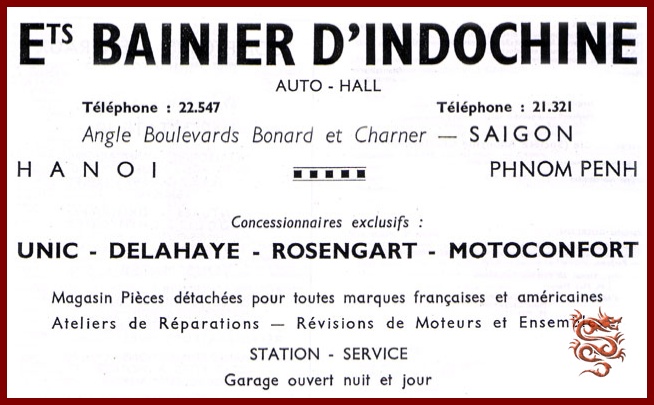 Ets BAINIER D'INDOCHINE
AUTO - HALL
Téléphone : 22.547 Téléphone : 21.321
Angle Boulevards Bonard et Charner — SAIGON
HANOI PHNOM PENH
Concessionnaires exclusifs :
UNIC - DELAHAYE - ROSENGART - MOTOCONFORT
Magasin Pièces détachées pour toutes marques françaises et américaines
Ateliers de Réparations — Révisions de Moteurs et
STATION - SERVICE
Garage ouvert nuit et jour